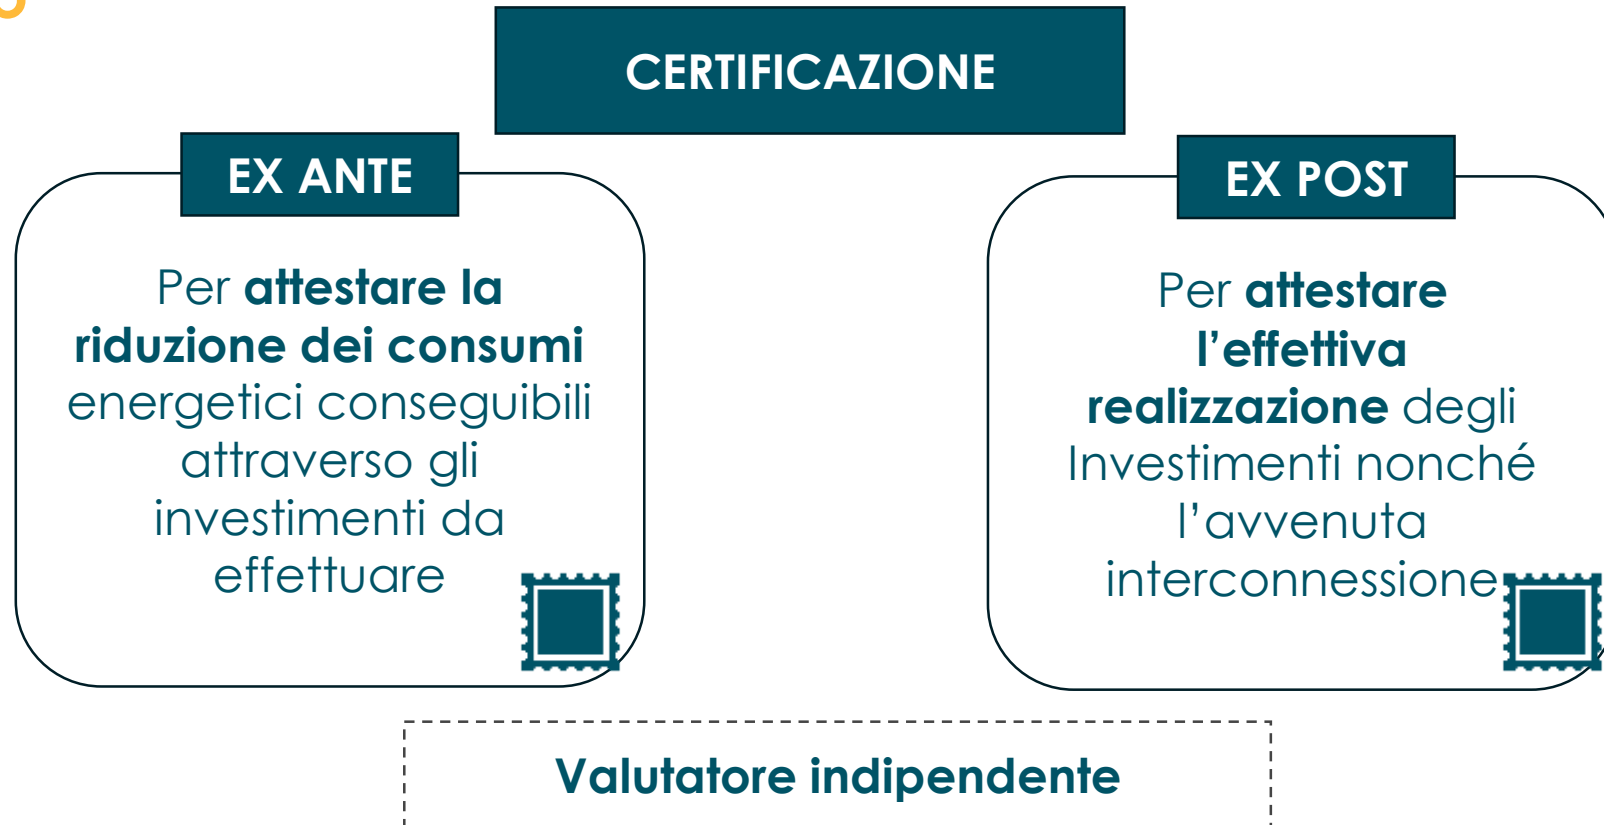 CERTIFICAZIONE
EX ANTE
Per attestare la
riduzione dei consumi
energetici conseguibili
attraverso gli
investimenti da
effettuare
EX POST
Per attestare
l’effettiva
realizzazione degli
Investimenti nonché
l’avvenuta
interconnessione
Valutatore indipendente